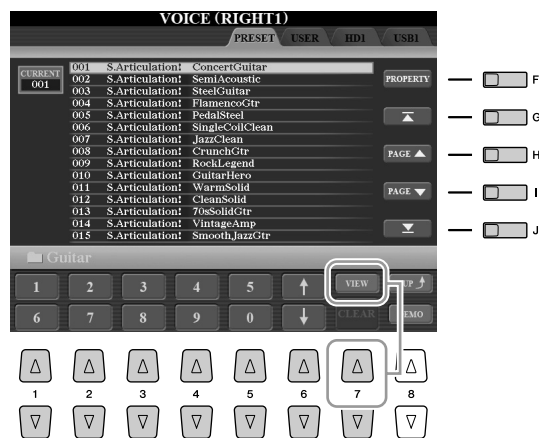 VOICE (RIGHT1)
PRESET USER HD1 USB1
CURRENT
001
001 S.Articulation! ConcertGuitar
002 S.Articulation! SemiAcoustic
003 S.Articulation! SteelGuitar
004 S.Articulation! FlamencoGtr
005 S.Articulation! PedalSteel
006 S.Articulation! SingleCoilClean
007 S.Articulation! JazzClean
008 S.Articulation! CrunchGtr
009 S.Articulation! RockLegend
010 S.Articulation! GuitarHero
011 S.Articulation! WarmSolid
012 S.Articulation! CleanSolid
013 S.Articulation! 70sSolidGtr
014 S.Articulation! VintageAmp
015 S.Articulation! SmoothJazzGtr
PROPERTY
PAGE
PAGE
F
G
H
I
J
Guitar
1 2 3 4 5 VIEW UP
6 7 8 9 0 CLEAR DEMO
1 2 3 4 5 6 7 8